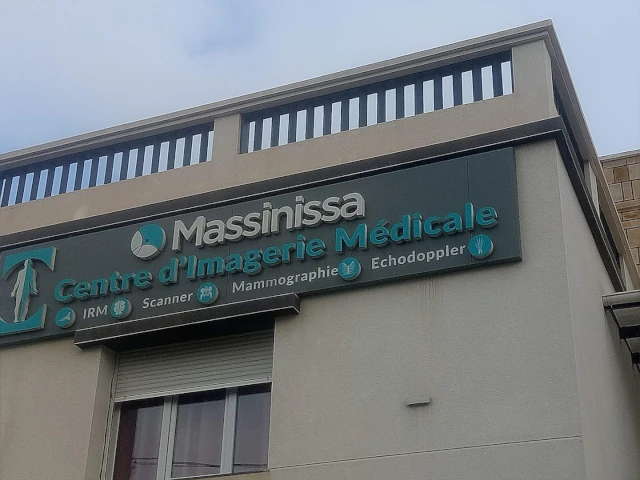 Massinissa
Centre d'Imagerie Médicale
IRM Scanner Mammographie Echodoppler